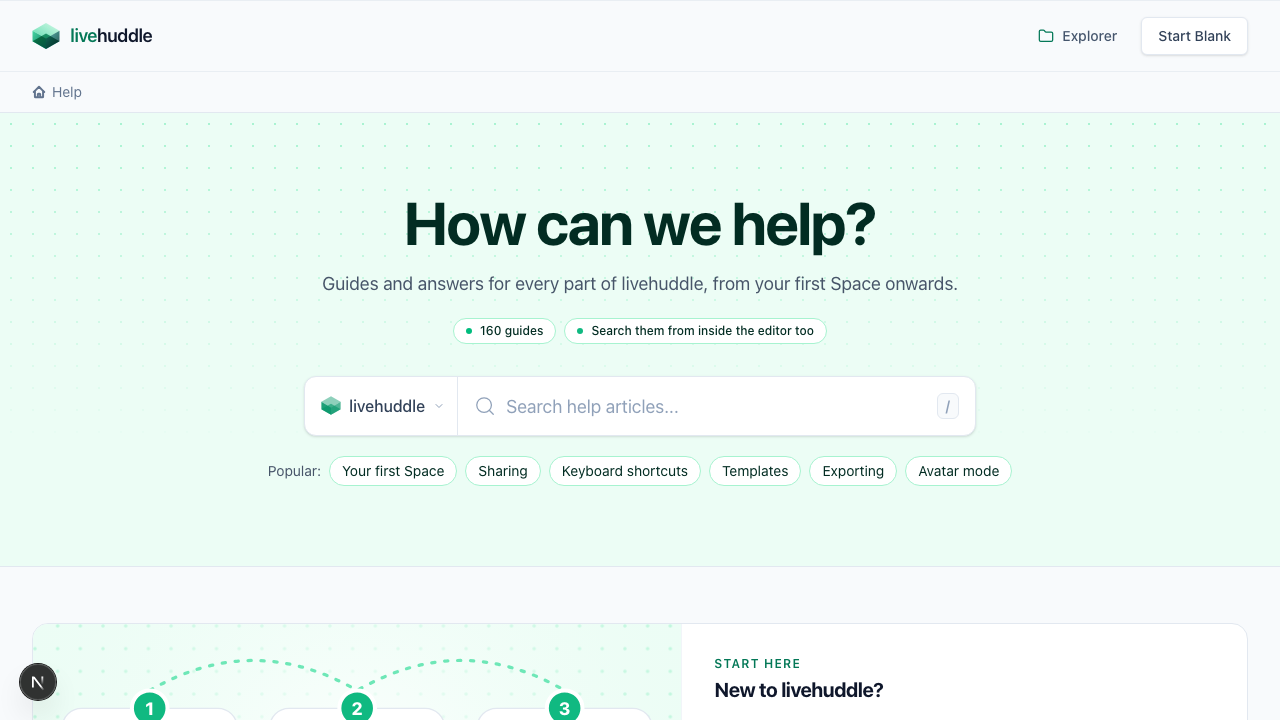 livehuddle
Explorer
Start Blank
Help
How can we help?
Guides and answers for every part of livehuddle, from your first Space onwards.
160 guides
Search them from inside the editor too
livehuddle
Search help articles...
/
Popular:
Your first Space
Sharing
Keyboard shortcuts
Templates
Exporting
Avatar mode
START HERE
New to livehuddle?
N
1
2
3